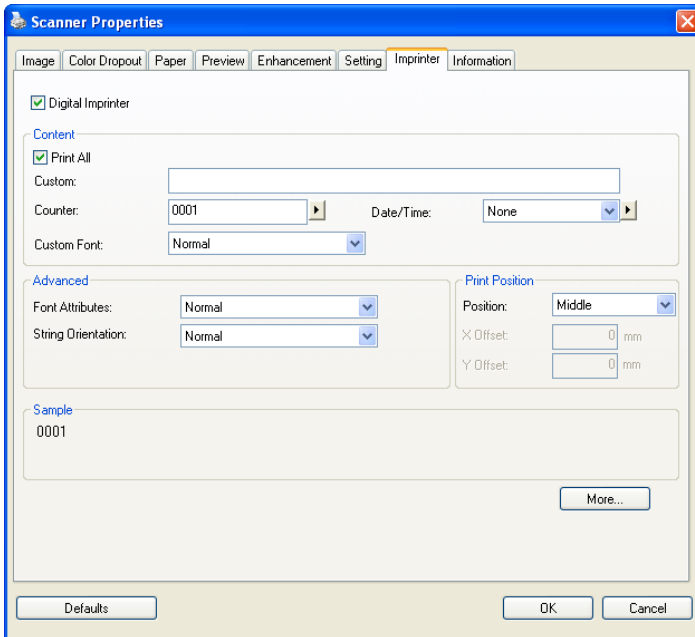 Scanner Properties
Image Color Dropout Paper Preview Enhancement Setting Imprinter Information
Digital Imprinter
Content
Print All
Custom:
Counter: 0001 Date/Time: None
Custom Font: Normal
Advanced
Font Attributes: Normal
String Orientation: Normal
Print Position
Position: Middle
X Offset: 0 mm
Y Offset: 0 mm
Sample
0001
More...
Defaults OK Cancel